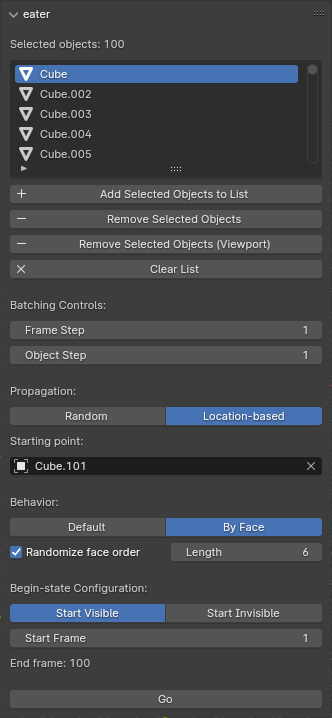 eater
Selected objects: 100
Cube
Cube.002
Cube.003
Cube.004
Cube.005
Add Selected Objects to List
Remove Selected Objects
Remove Selected Objects (Viewport)
Clear List
Batching Controls:
Frame Step 1
Object Step 1
Propagation:
Random Location-based
Starting point:
Cube.101
Behavior:
Default By Face
Randomize face order Length 6
Begin-state Configuration:
Start Visible Start Invisible
Start Frame 1
End frame: 100
Go